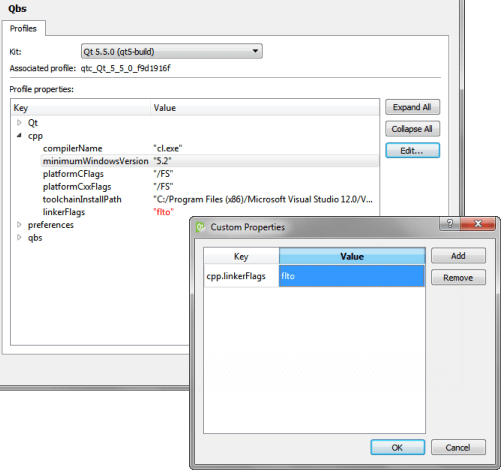 Qbs
Profiles
Kit: Qt 5.5.0 (qt5-build)
Associated profile: qtc_Qt_5_5_0_f9d1916f
Profile properties:
Key Value
Qt
cpp
compilerName "cl.exe"
minimumWindowsVersion "5.2"
platformCFlags "/FS"
platformCxxFlags "/FS"
toolchainInstallPath "C:/Program Files (x86)/Microsoft Visual Studio 12.0/V...
linkerFlags "flto"
preferences
qbs
Expand All
Collapse All
Edit...
Custom Properties
Key Value
cpp.linkerFlags flto
Add
Remove
OK Cancel